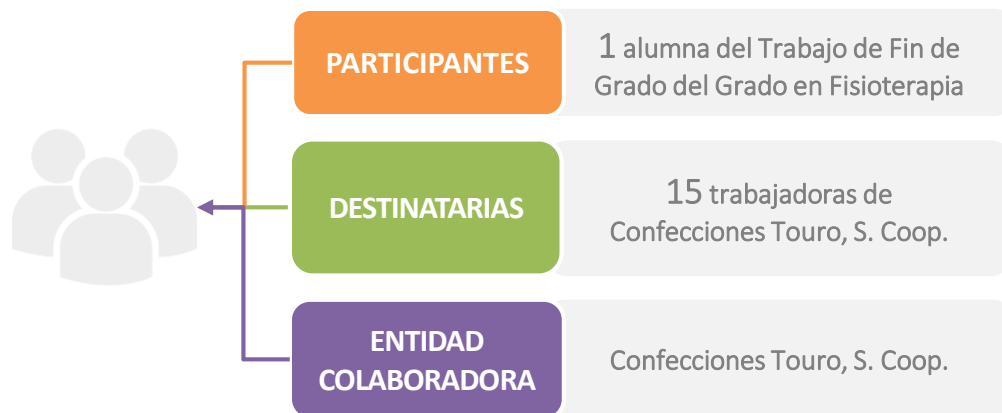 PARTICIPANTES
1 alumna del Trabajo de Fin de
Grado del Grado en Fisioterapia
DESTINATARIAS
15 trabajadoras de
Confecciones Touro, S. Coop.
ENTIDAD
COLABORADORA
Confecciones Touro, S. Coop.